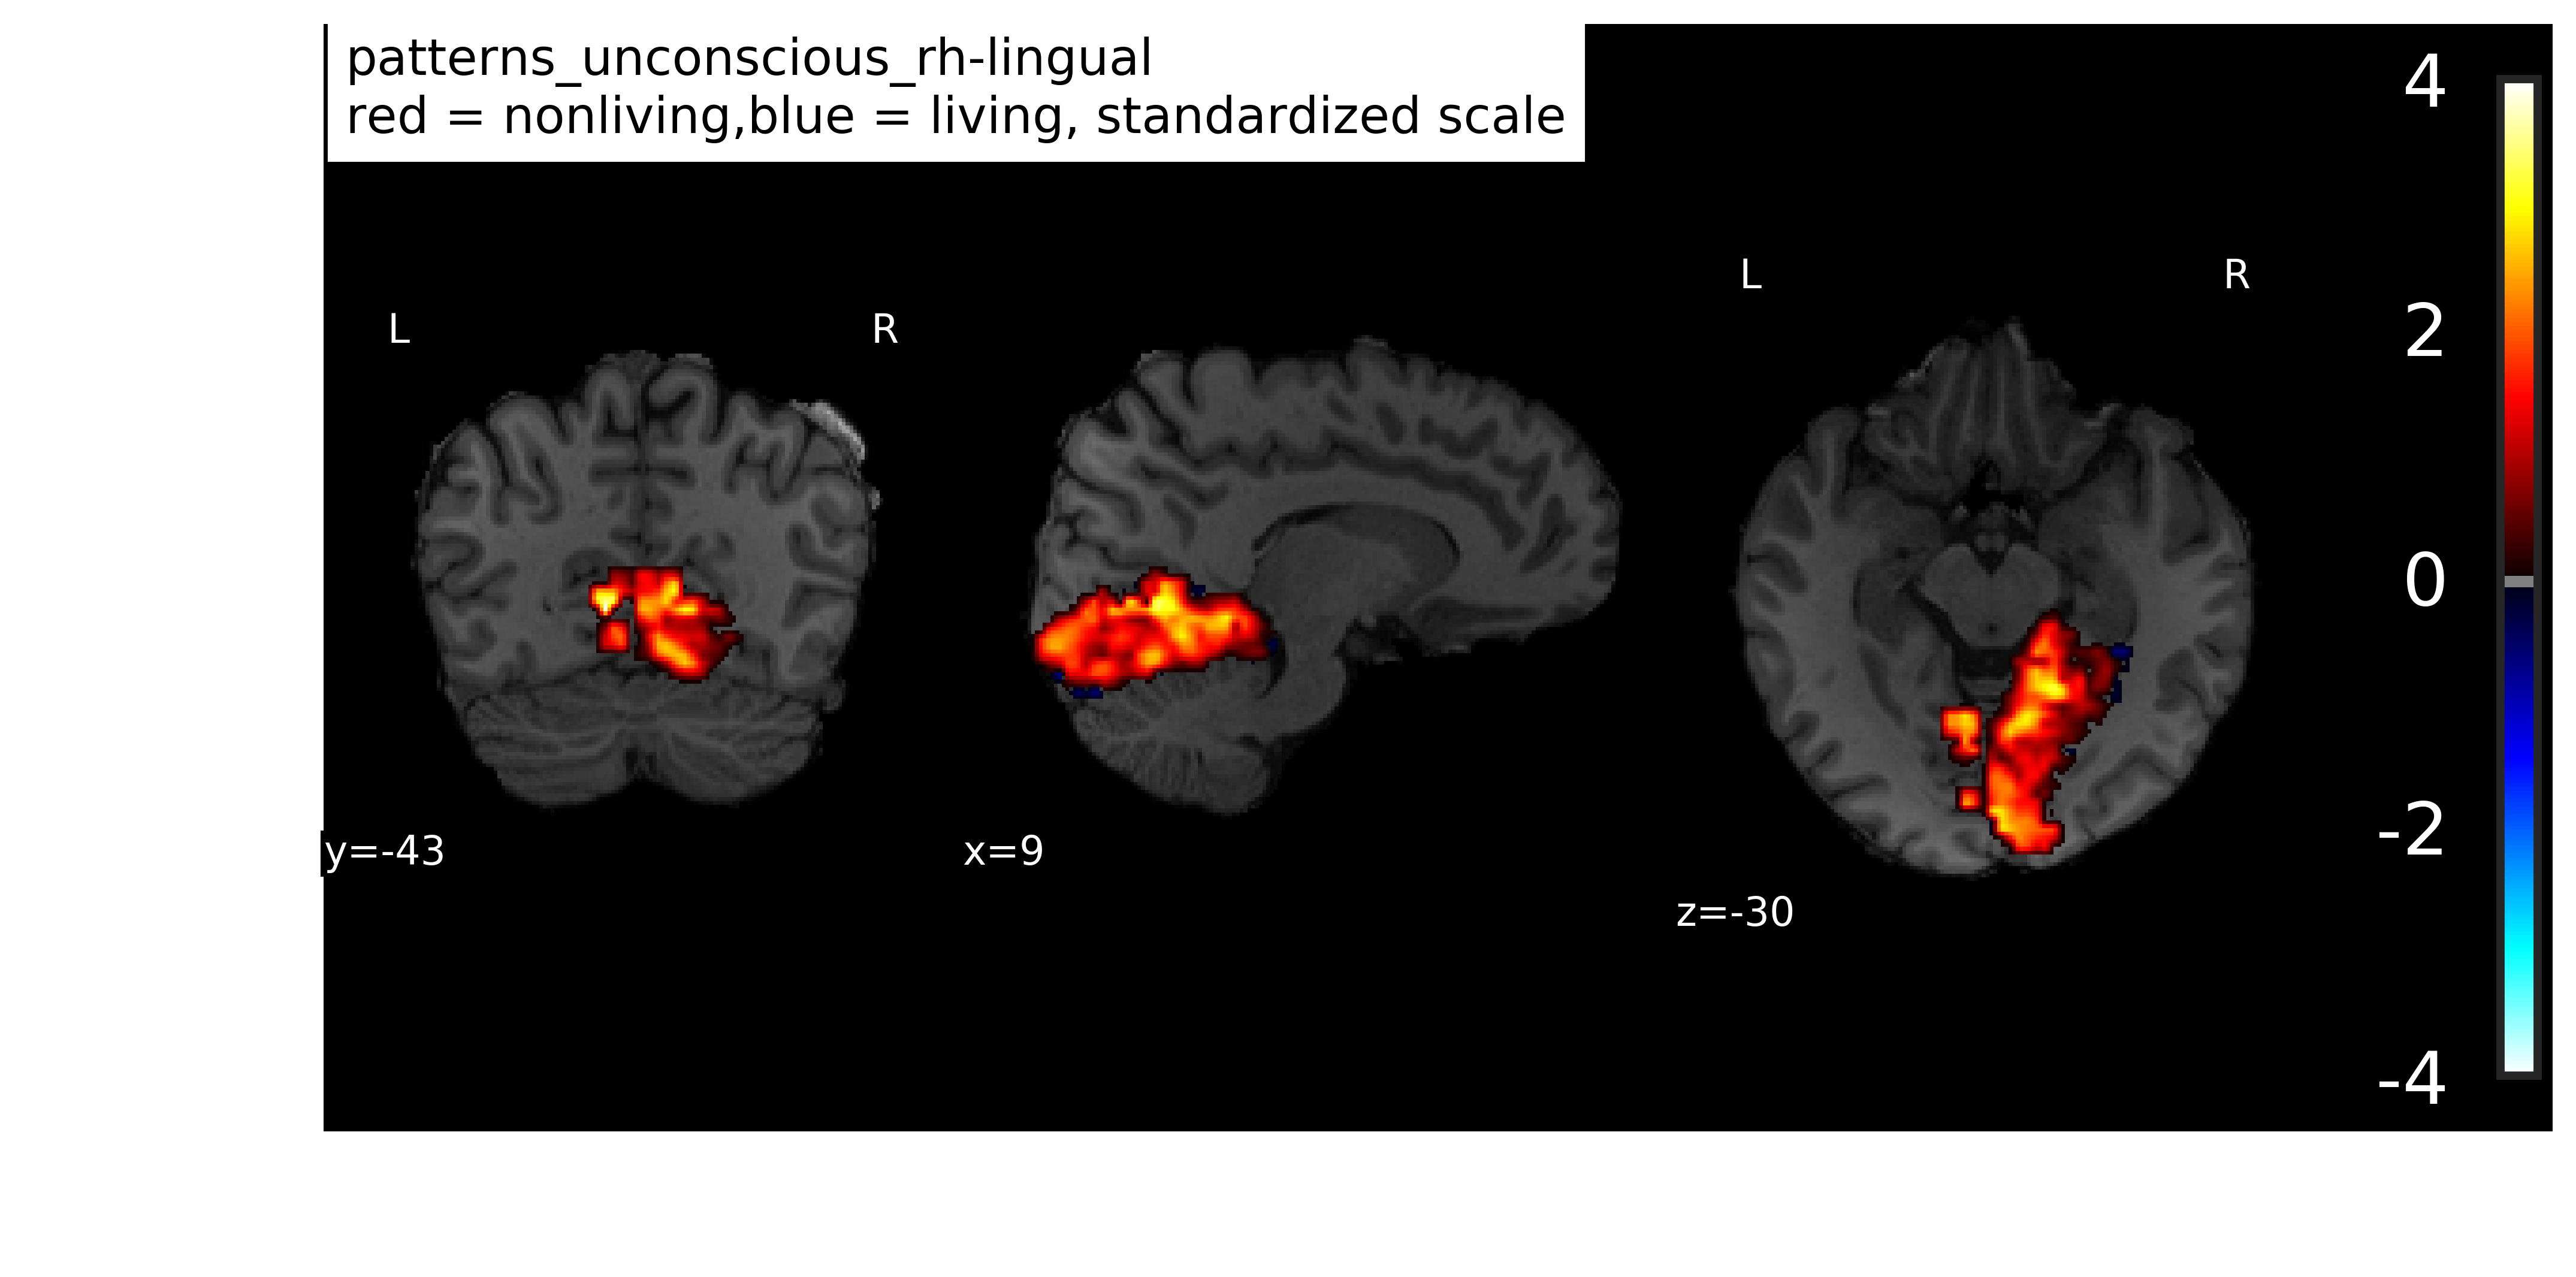 patterns_unconscious_rh-lingual
red = nonliving,blue = living, standardized scale
L R
L R
y=-43
x=9
z=-30
4
2
0
-2
-4